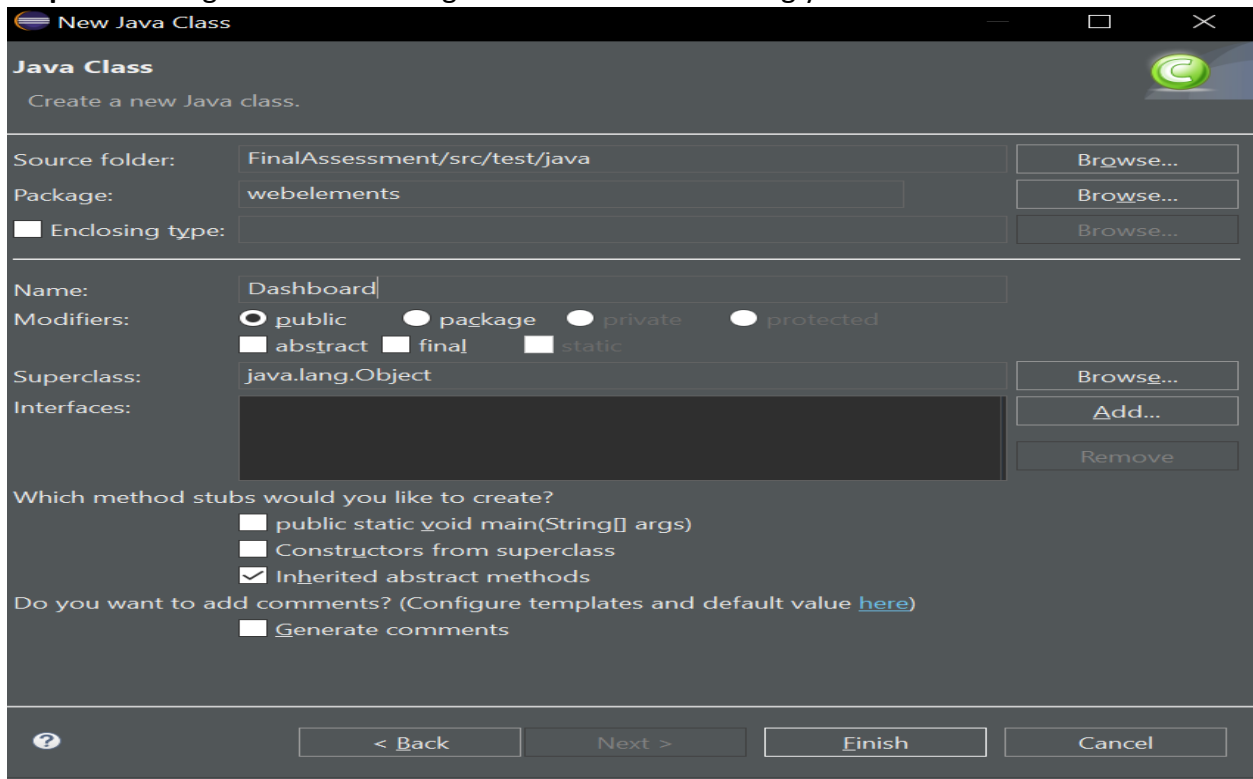 New Java Class
Java Class
Create a new Java class.
Source folder: FinalAssessment/src/test/java Browse...
Package: webelements Browse...
Enclosing type: Browse...
Name: Dashboard
Modifiers: public package private protected
abstract final static
Superclass: java.lang.Object Browse...
Interfaces: Add...
Remove
Which method stubs would you like to create?
public static void main(String[] args)
Constructors from superclass
Inherited abstract methods
Do you want to add comments? (Configure templates and default value here)
Generate comments
? < Back Next > Finish Cancel